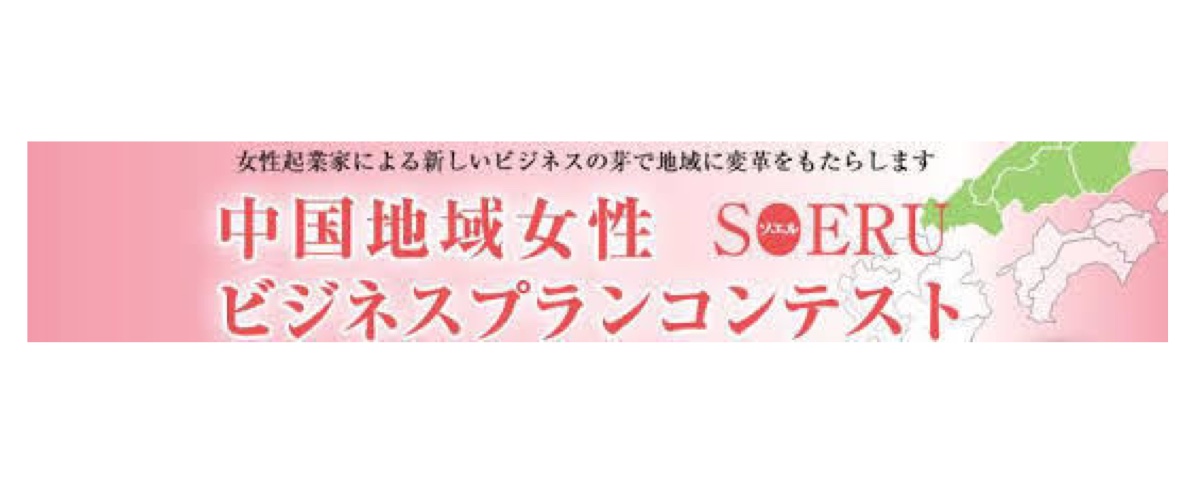 女性起業家による新しいビジネスの芽で地域に変革をもたらします
中国地域女性 SOERU
ソエル
ビジネスプランコンテスト